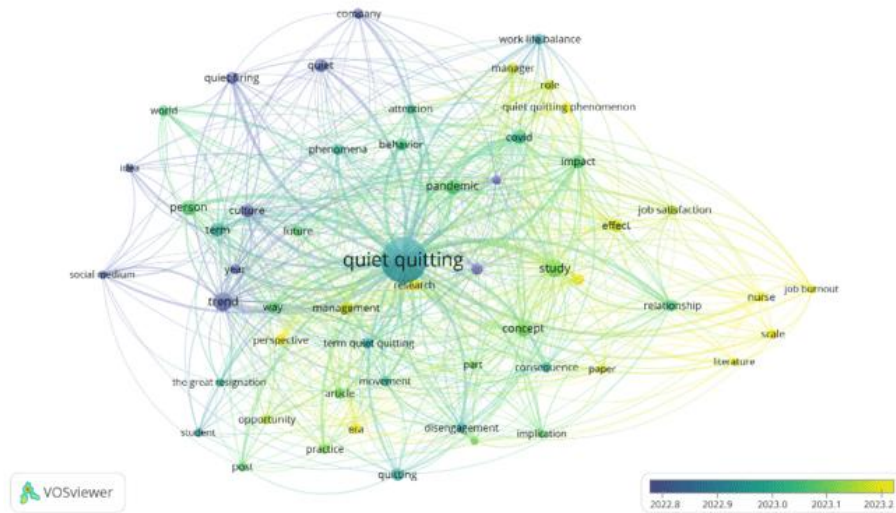 company
work life balance
quiet
manager
quiet firing
role
quiet quitting phenomenon
attention
world
covid
behavior
phenomena
impact
idea
pandemic
person
culture
job satisfaction
term
future
effect
quiet quitting
study
year
social medium
research
job burnout
nurse
trend
way
management
relationship
concept
scale
perspective
term quiet quitting
literature
part
consequence
paper
the great resignation
movement
article
opportunity
era
disengagement
student
implication
practice
post
quitting
VOSviewer
2022.8 2022.9 2023.0 2023.1 2023.2